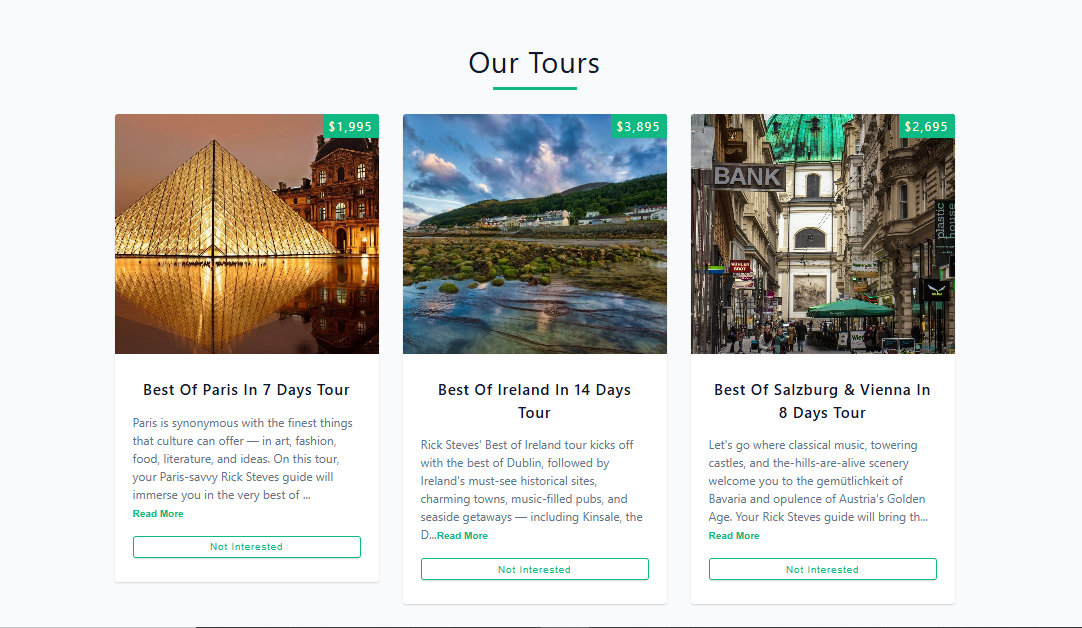 Our Tours
$1,995
Best Of Paris In 7 Days Tour
Paris is synonymous with the finest things
that culture can offer — in art, fashion,
food, literature, and ideas. On this tour,
your Paris-savvy Rick Steves guide will
immerse you in the very best of ...
Read More
Not Interested
$3,895
Best Of Ireland In 14 Days
Tour
Rick Steves' Best of Ireland tour kicks off
with the best of Dublin, followed by
Ireland's must-see historical sites,
charming towns, music-filled pubs, and
seaside getaways — including Kinsale, the
D...Read More
Not Interested
$2,695
BANK
plastic
house
Best Of Salzburg & Vienna In
8 Days Tour
Let's go where classical music, towering
castles, and the-hills-are-alive scenery
welcome you to the gemütlichkeit of
Bavaria and opulence of Austria's Golden
Age. Your Rick Steves guide will bring th...
Read More
Not Interested